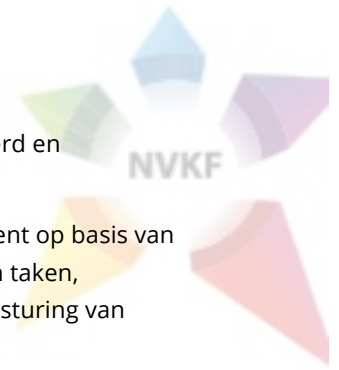 rd en
NVKF
ent op basis van
n taken,
sturing van